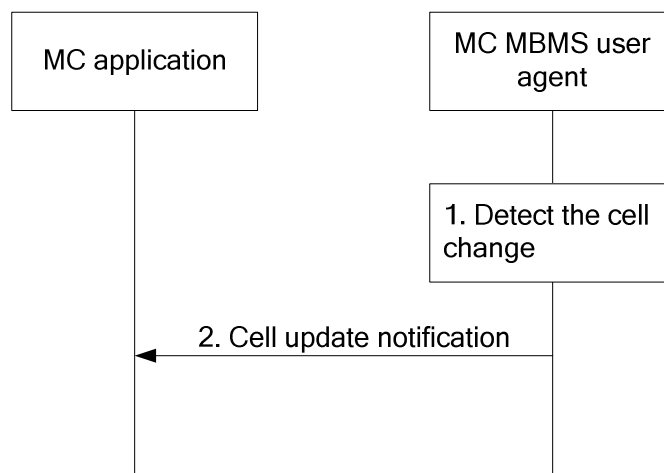 MC application
MC MBMS user
agent
1. Detect the cell
change
2. Cell update notification